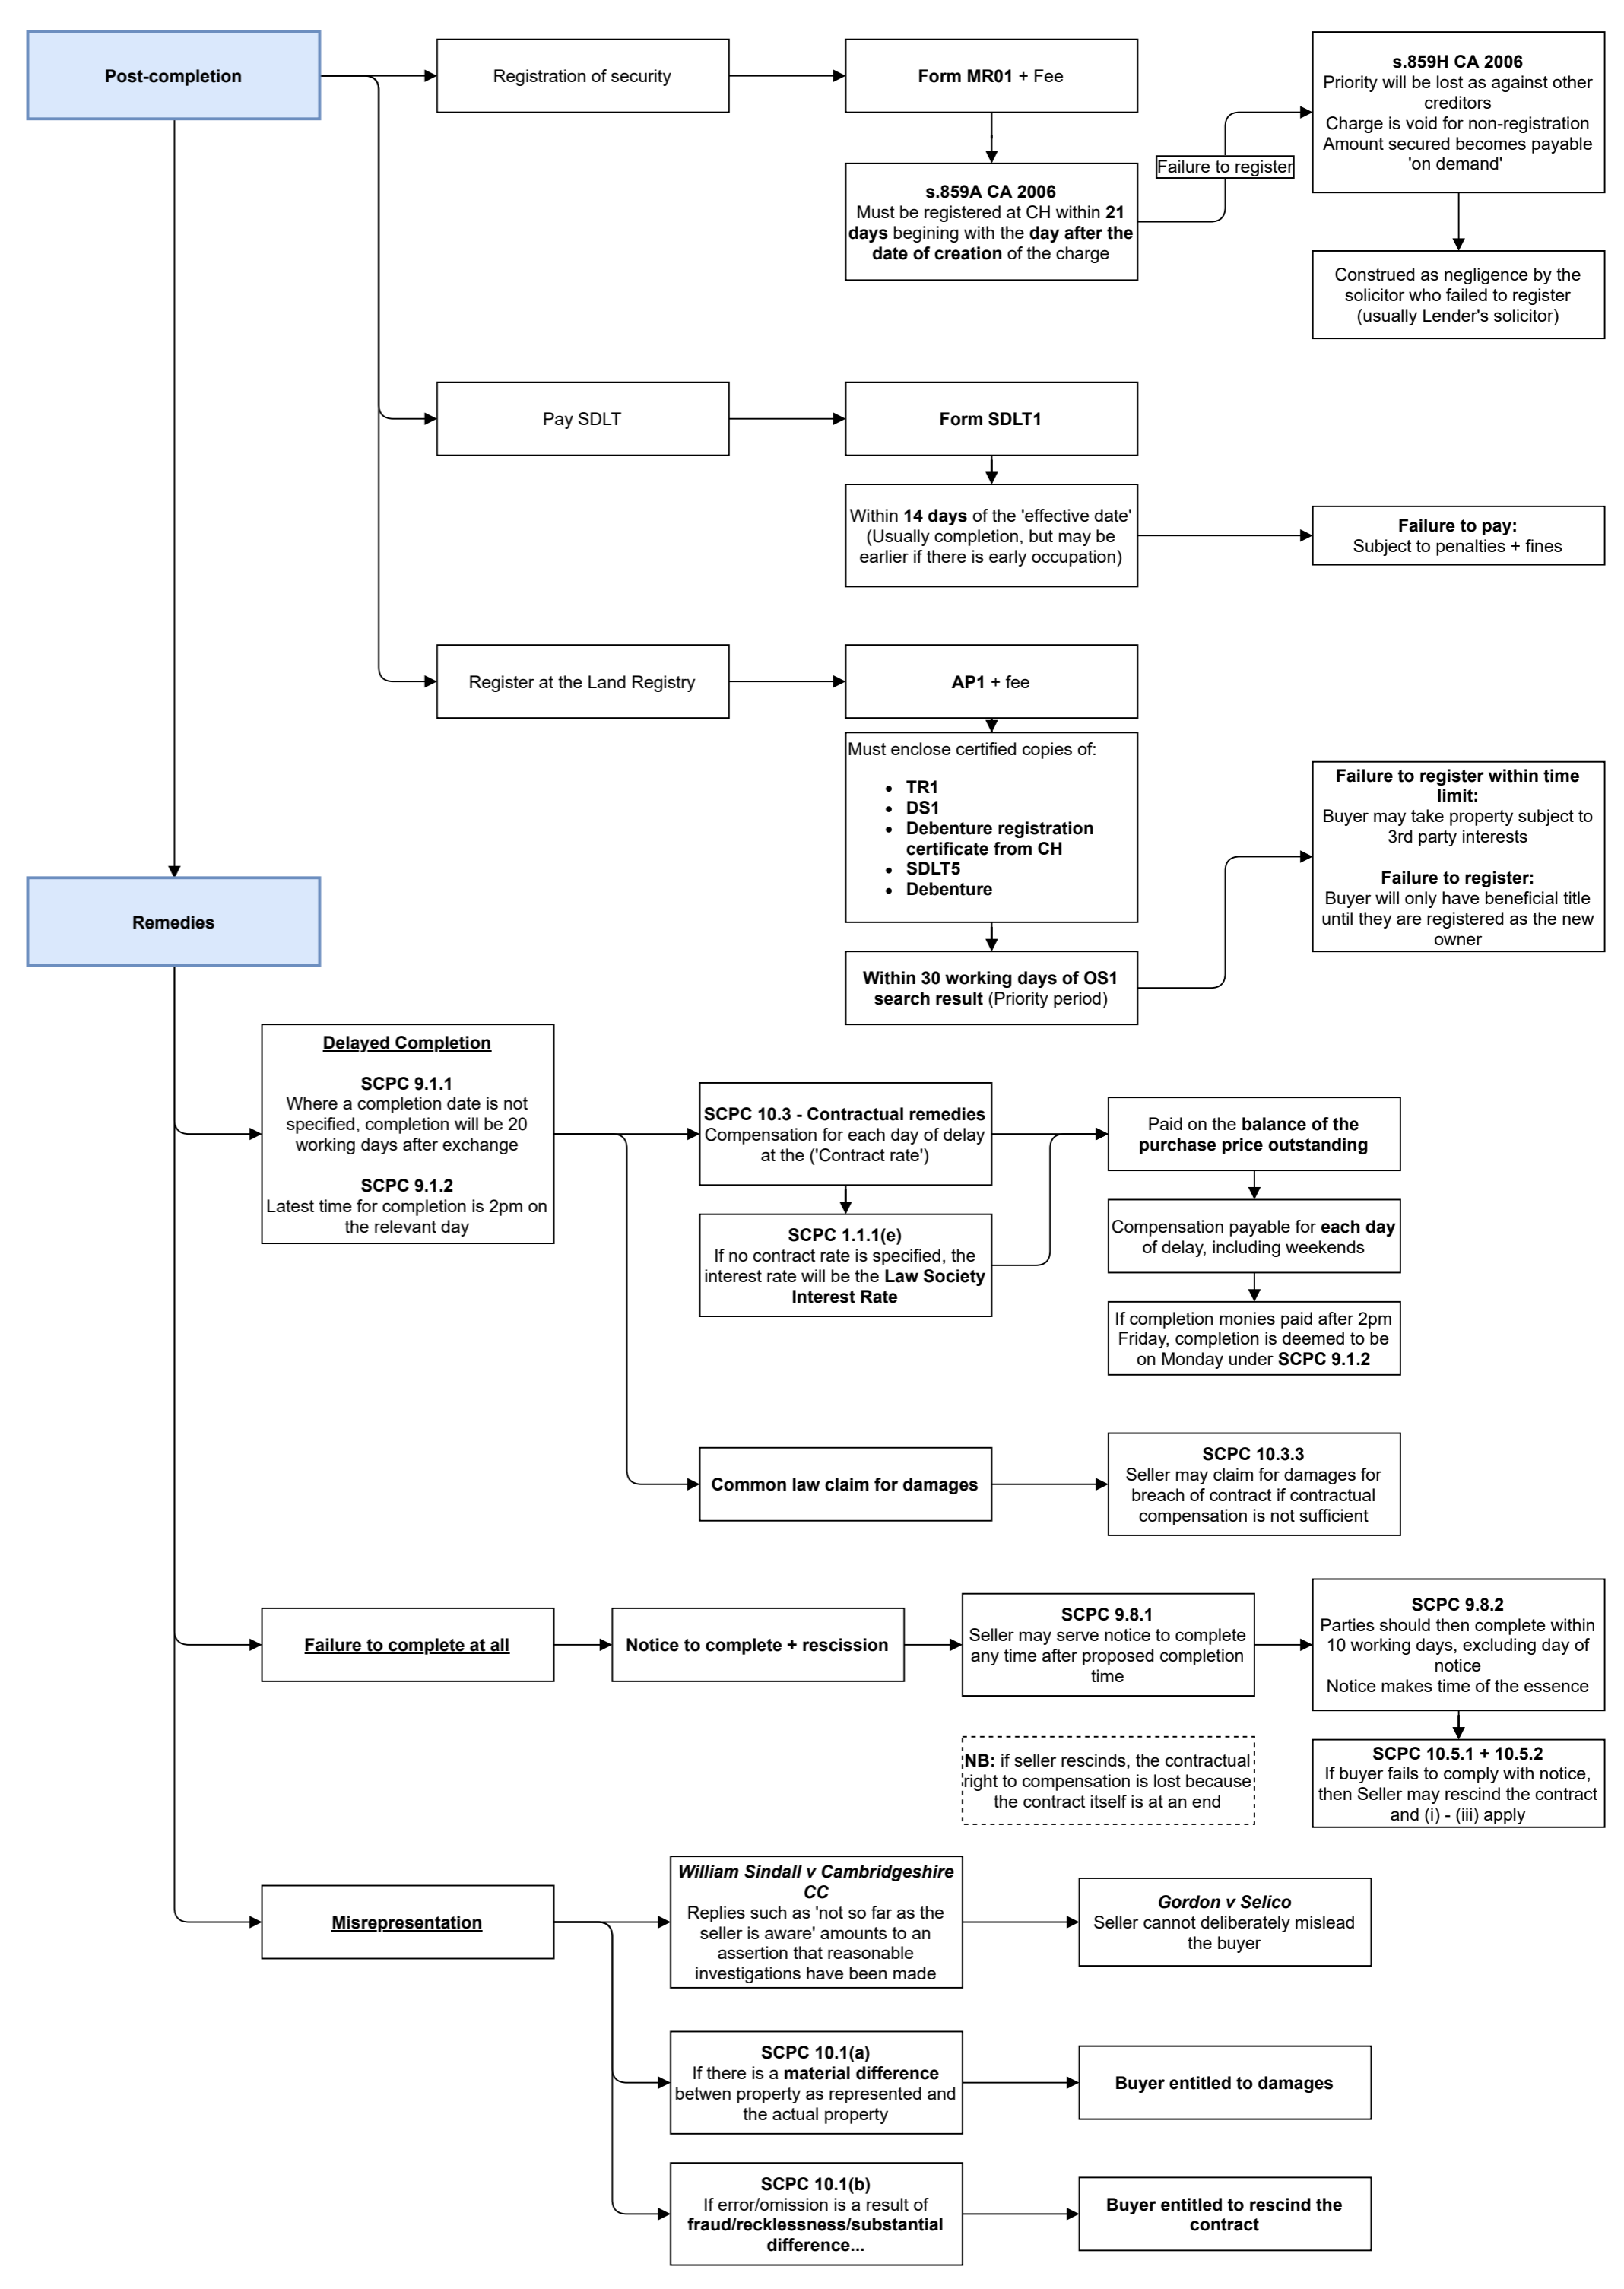 Post-completion
Registration of security
Form MR01 + Fee
s.859H CA 2006
Priority will be lost as against other
creditors
Charge is void for non-registration
Amount secured becomes payable
'on demand'
Failure to register
s.859A CA 2006
Must be registered at CH within 21
days begining with the day after the
date of creation of the charge
Construed as negligence by the
solicitor who failed to register
(usually Lender's solicitor)
Pay SDLT
Form SDLT1
Within 14 days of the 'effective date'
(Usually completion, but may be
earlier if there is early occupation)
Failure to pay:
Subject to penalties + fines
Register at the Land Registry
AP1 + fee
Must enclose certified copies of:
• TR1
• DS1
• Debenture registration
certificate from CH
• SDLT5
• Debenture
Failure to register within time
limit:
Buyer may take property subject to
3rd party interests
Failure to register:
Buyer will only have beneficial title
until they are registered as the new
owner
Within 30 working days of OS1
search result (Priority period)
Remedies
Delayed Completion
SCPC 9.1.1
Where a completion date is not
specified, completion will be 20
working days after exchange
SCPC 9.1.2
Latest time for completion is 2pm on
the relevant day
SCPC 10.3 - Contractual remedies
Compensation for each day of delay
at the ('Contract rate')
SCPC 1.1.1(e)
If no contract rate is specified, the
interest rate will be the Law Society
Interest Rate
Paid on the balance of the
purchase price outstanding
Compensation payable for each day
of delay, including weekends
If completion monies paid after 2pm
Friday, completion is deemed to be
on Monday under SCPC 9.1.2
Common law claim for damages
SCPC 10.3.3
Seller may claim for damages for
breach of contract if contractual
compensation is not sufficient
Failure to complete at all
Notice to complete + rescission
SCPC 9.8.1
Seller may serve notice to complete
any time after proposed completion
time
SCPC 9.8.2
Parties should then complete within
10 working days, excluding day of
notice
Notice makes time of the essence
NB: if seller rescinds, the contractual
right to compensation is lost because
the contract itself is at an end
SCPC 10.5.1 + 10.5.2
If buyer fails to comply with notice,
then Seller may rescind the contract
and (i) - (iii) apply
Misrepresentation
William Sindall v Cambridgeshire
CC
Replies such as 'not so far as the
seller is aware' amounts to an
assertion that reasonable
investigations have been made
Gordon v Selico
Seller cannot deliberately mislead
the buyer
SCPC 10.1(a)
If there is a material difference
betwen property as represented and
the actual property
Buyer entitled to damages
SCPC 10.1(b)
If error/omission is a result of
fraud/recklessness/substantial
difference...
Buyer entitled to rescind the
contract